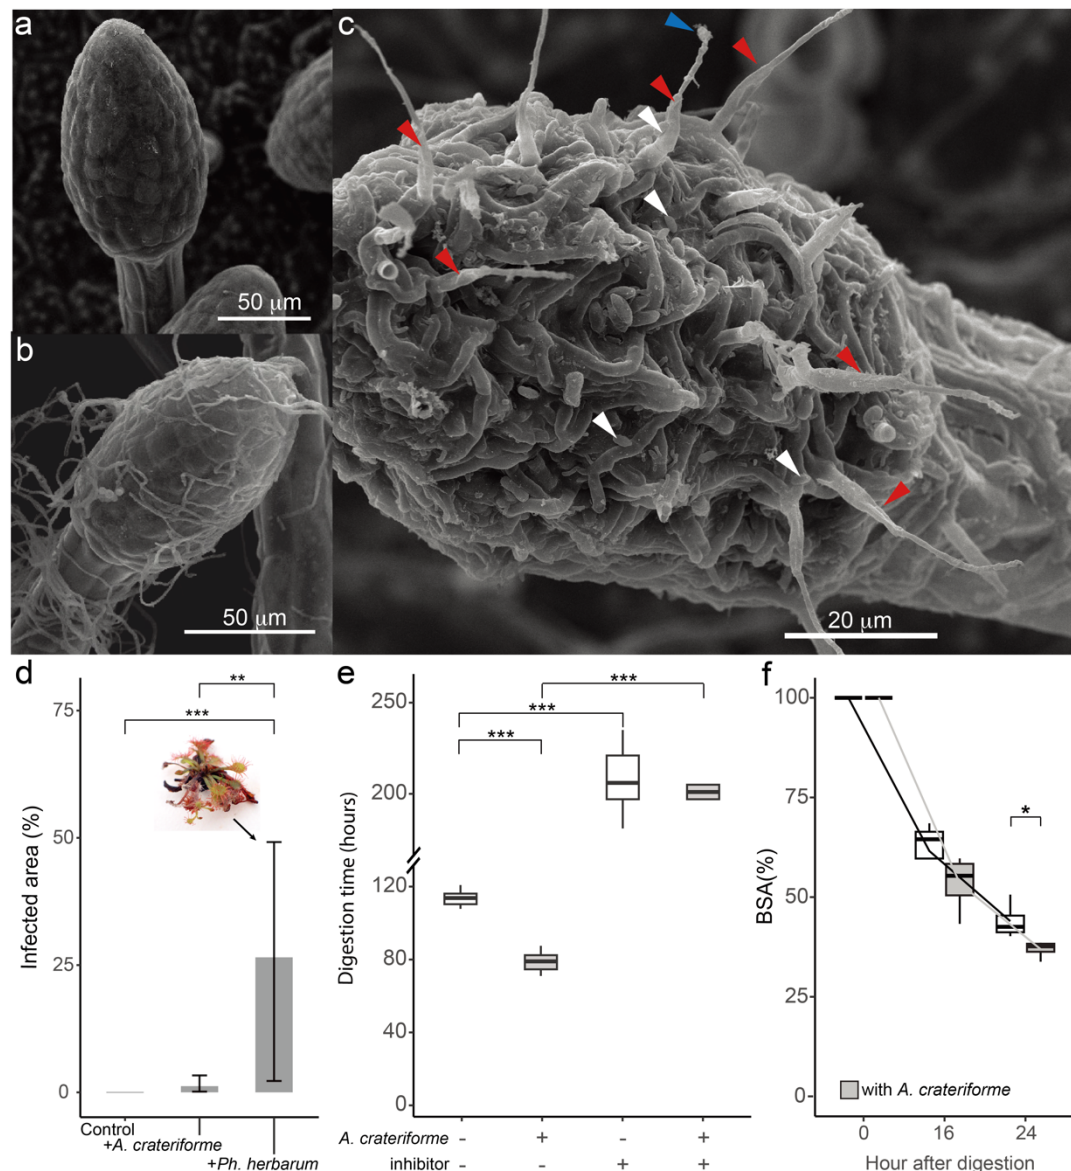 a
50 µm
b
50 µm
c
20 µm
d
Infected area (%)
75
50
25
0
**
***
Control
+A. crateriforme
+Ph. herbarum
e
Digestion time (hours)
250
200
120
80
40
0
***
***
***
A. crateriforme - + - +
inhibitor - - + +
f
BSA(%)
100
75
50
25
0
*
with A. crateriforme
0 16 24
Hour after digestion